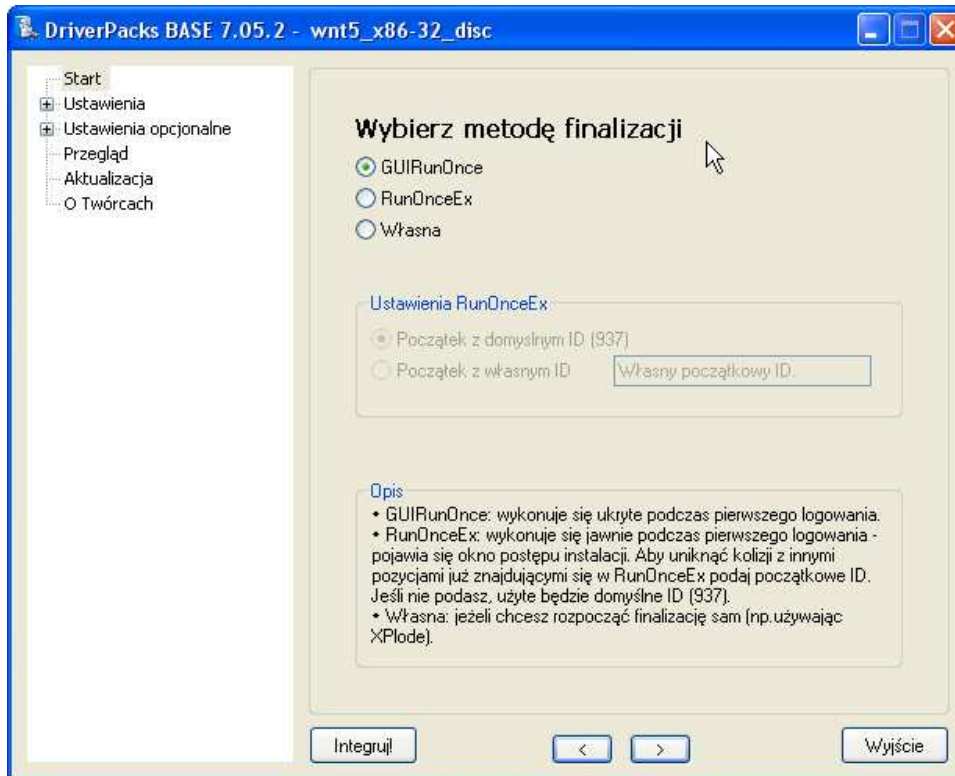 DriverPacks BASE 7.05.2 - wnt5_x86-32_disc
Start
Ustawienia
Ustawienia opcjonalne
Przegląd
Aktualizacja
O Twórcach
Wybierz metodę finalizacji
GUIRunOnce
RunOnceEx
Własna
Ustawienia RunOnceEx
Początek z domyslnym ID (937)
Początek z własnym ID
Własny początkowy ID.
Opis
• GUIRunOnce: wykonuje się ukryte podczas pierwszego logowania.
• RunOnceEx: wykonuje się jawnie podczas pierwszego logowania -
pojawia się okno postępu instalacji. Aby uniknąć kolizji z innymi
pozycjami już znajdującymi się w RunOnceEx podaj początkowe ID.
Jeśli nie podasz, użyte będzie domyślne ID (937).
• Własna: jeżeli chcesz rozpocząć finalizację sam (np.używając
XPlode).
Integruj!
<
>
Wyjście